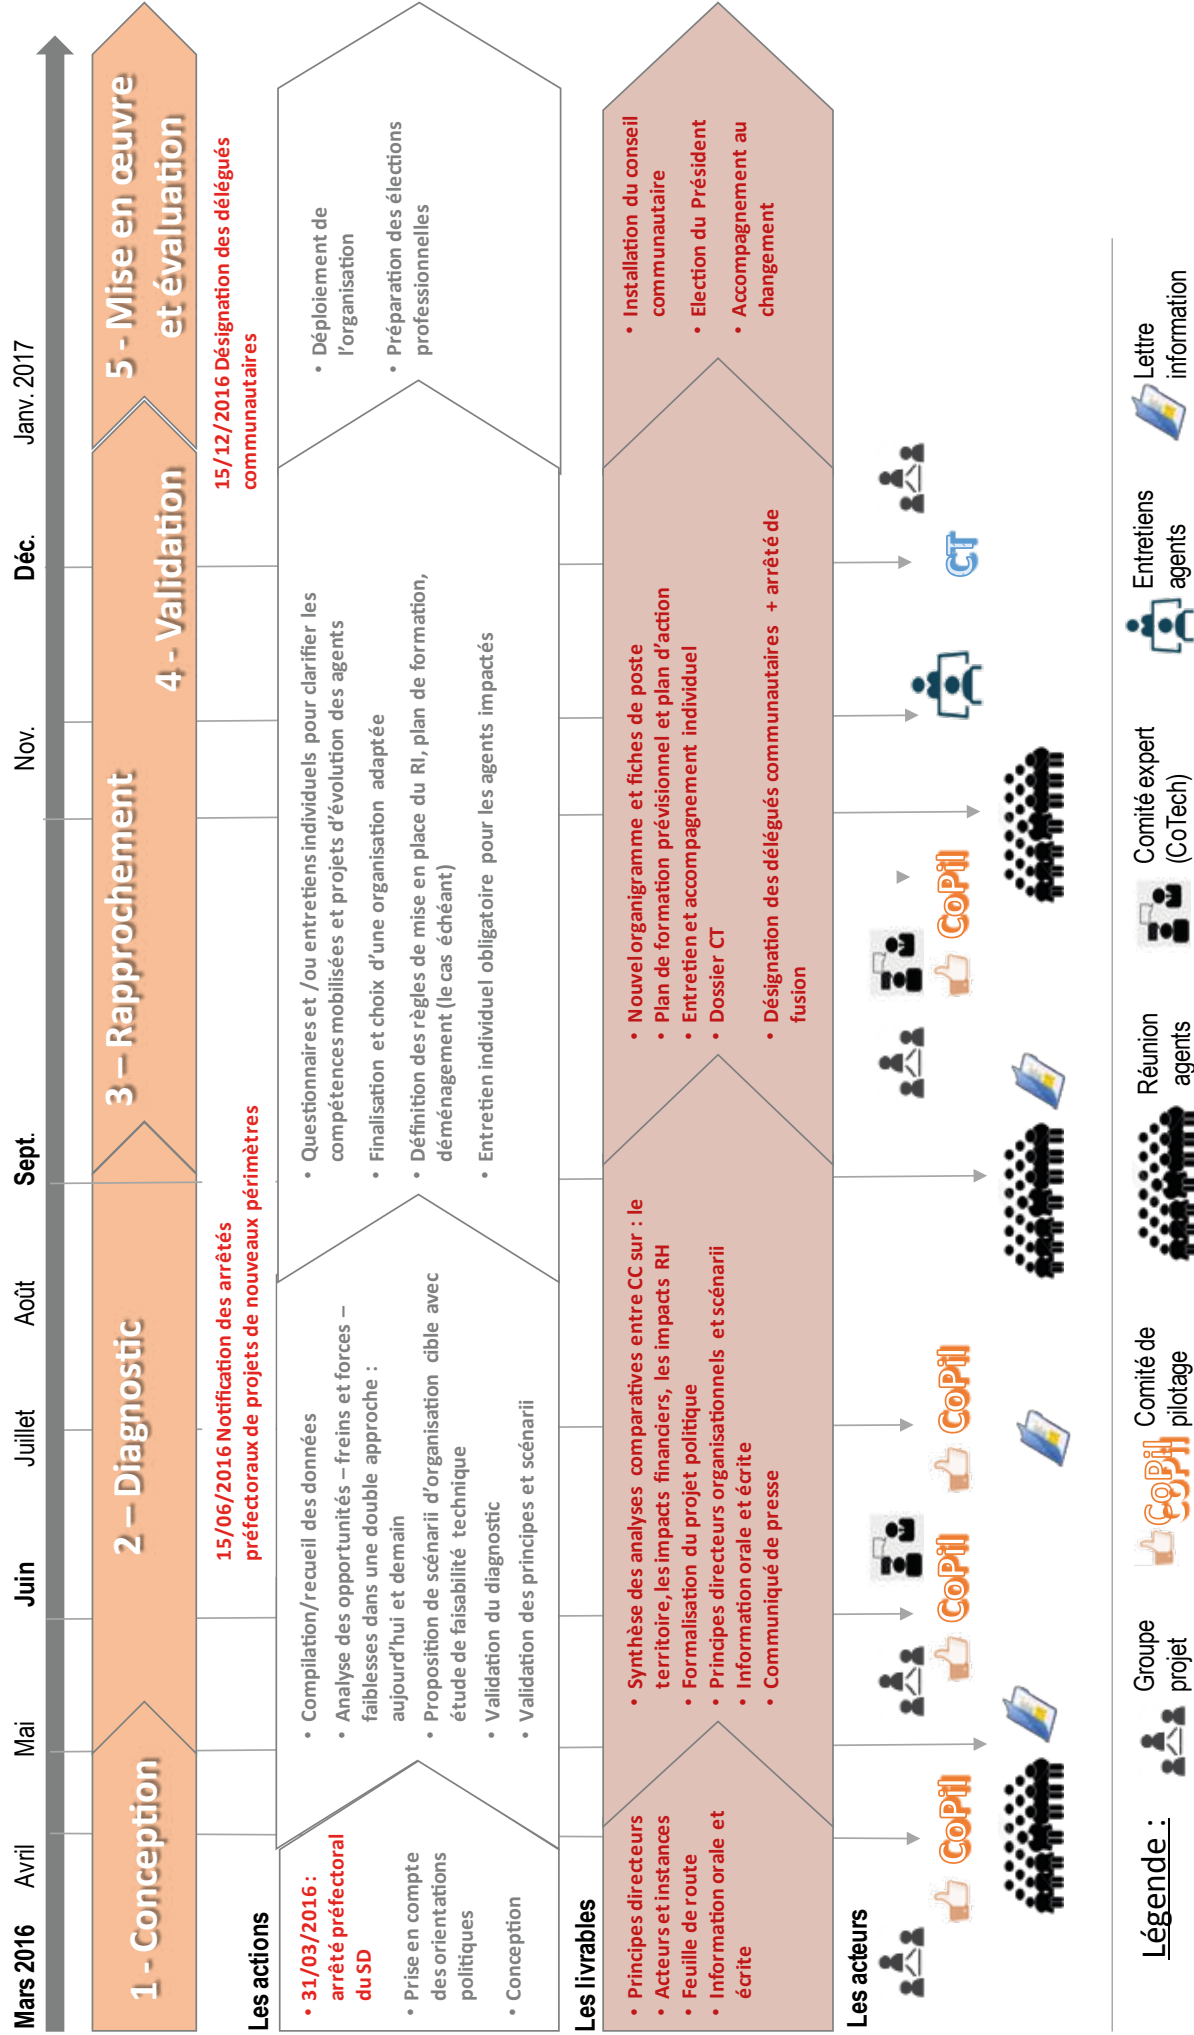 Mars 2016 Avril Mai Juin Juillet Août Sept. Nov. Déc. Janv. 2017
1 - Conception
2 – Diagnostic
3 – Rapprochement
4 - Validation
5 - Mise en œuvre
et évaluation
15/06/2016 Notification des arrêtés
préfectoraux de projets de nouveaux périmètres
15/12/2016 Désignation des délégués
communautaires
Les actions
• 31/03/2016 :
arrêté préfectoral
du SD
• Prise en compte
des orientations
politiques
• Conception
• Compilation/recueil des données
• Analyse des opportunités – freins et forces –
faiblesses dans une double approche :
aujourd'hui et demain
• Proposition de scénarii d'organisation cible avec
étude de faisabilité technique
• Validation du diagnostic
• Validation des principes et scénarii
• Questionnaires et /ou entretiens individuels pour clarifier les
compétences mobilisées et projets d'évolution des agents
• Finalisation et choix d'une organisation adaptée
• Définition des règles de mise en place du RI, plan de formation,
déménagement (le cas échéant)
• Entretien individuel obligatoire pour les agents impactés
• Déploiement de
l'organisation
• Préparation des élections
professionnelles
Les livrables
• Principes directeurs
• Acteurs et instances
• Feuille de route
• Information orale et
écrite
• Synthèse des analyses comparatives entre CC sur : le
territoire, les impacts financiers, les impacts RH
• Formalisation du projet politique
• Principes directeurs organisationnels et scénarii
• Information orale et écrite
• Communiqué de presse
• Nouvel organigramme et fiches de poste
• Plan de formation prévisionnel et plan d'action
• Entretien et accompagnement individuel
• Dossier CT
• Désignation des délégués communautaires + arrêté de
fusion
• Installation du conseil
communautaire
• Election du Président
• Accompagnement au
changement
Les acteurs
CoPil
CoPil
CoPil
CoPil
CT
Légende :
Groupe
projet
CoPil
CoPil
Comité de
pilotage
Réunion
agents
Comité expert
(CoTech)
Entretiens
agents
Lettre
information